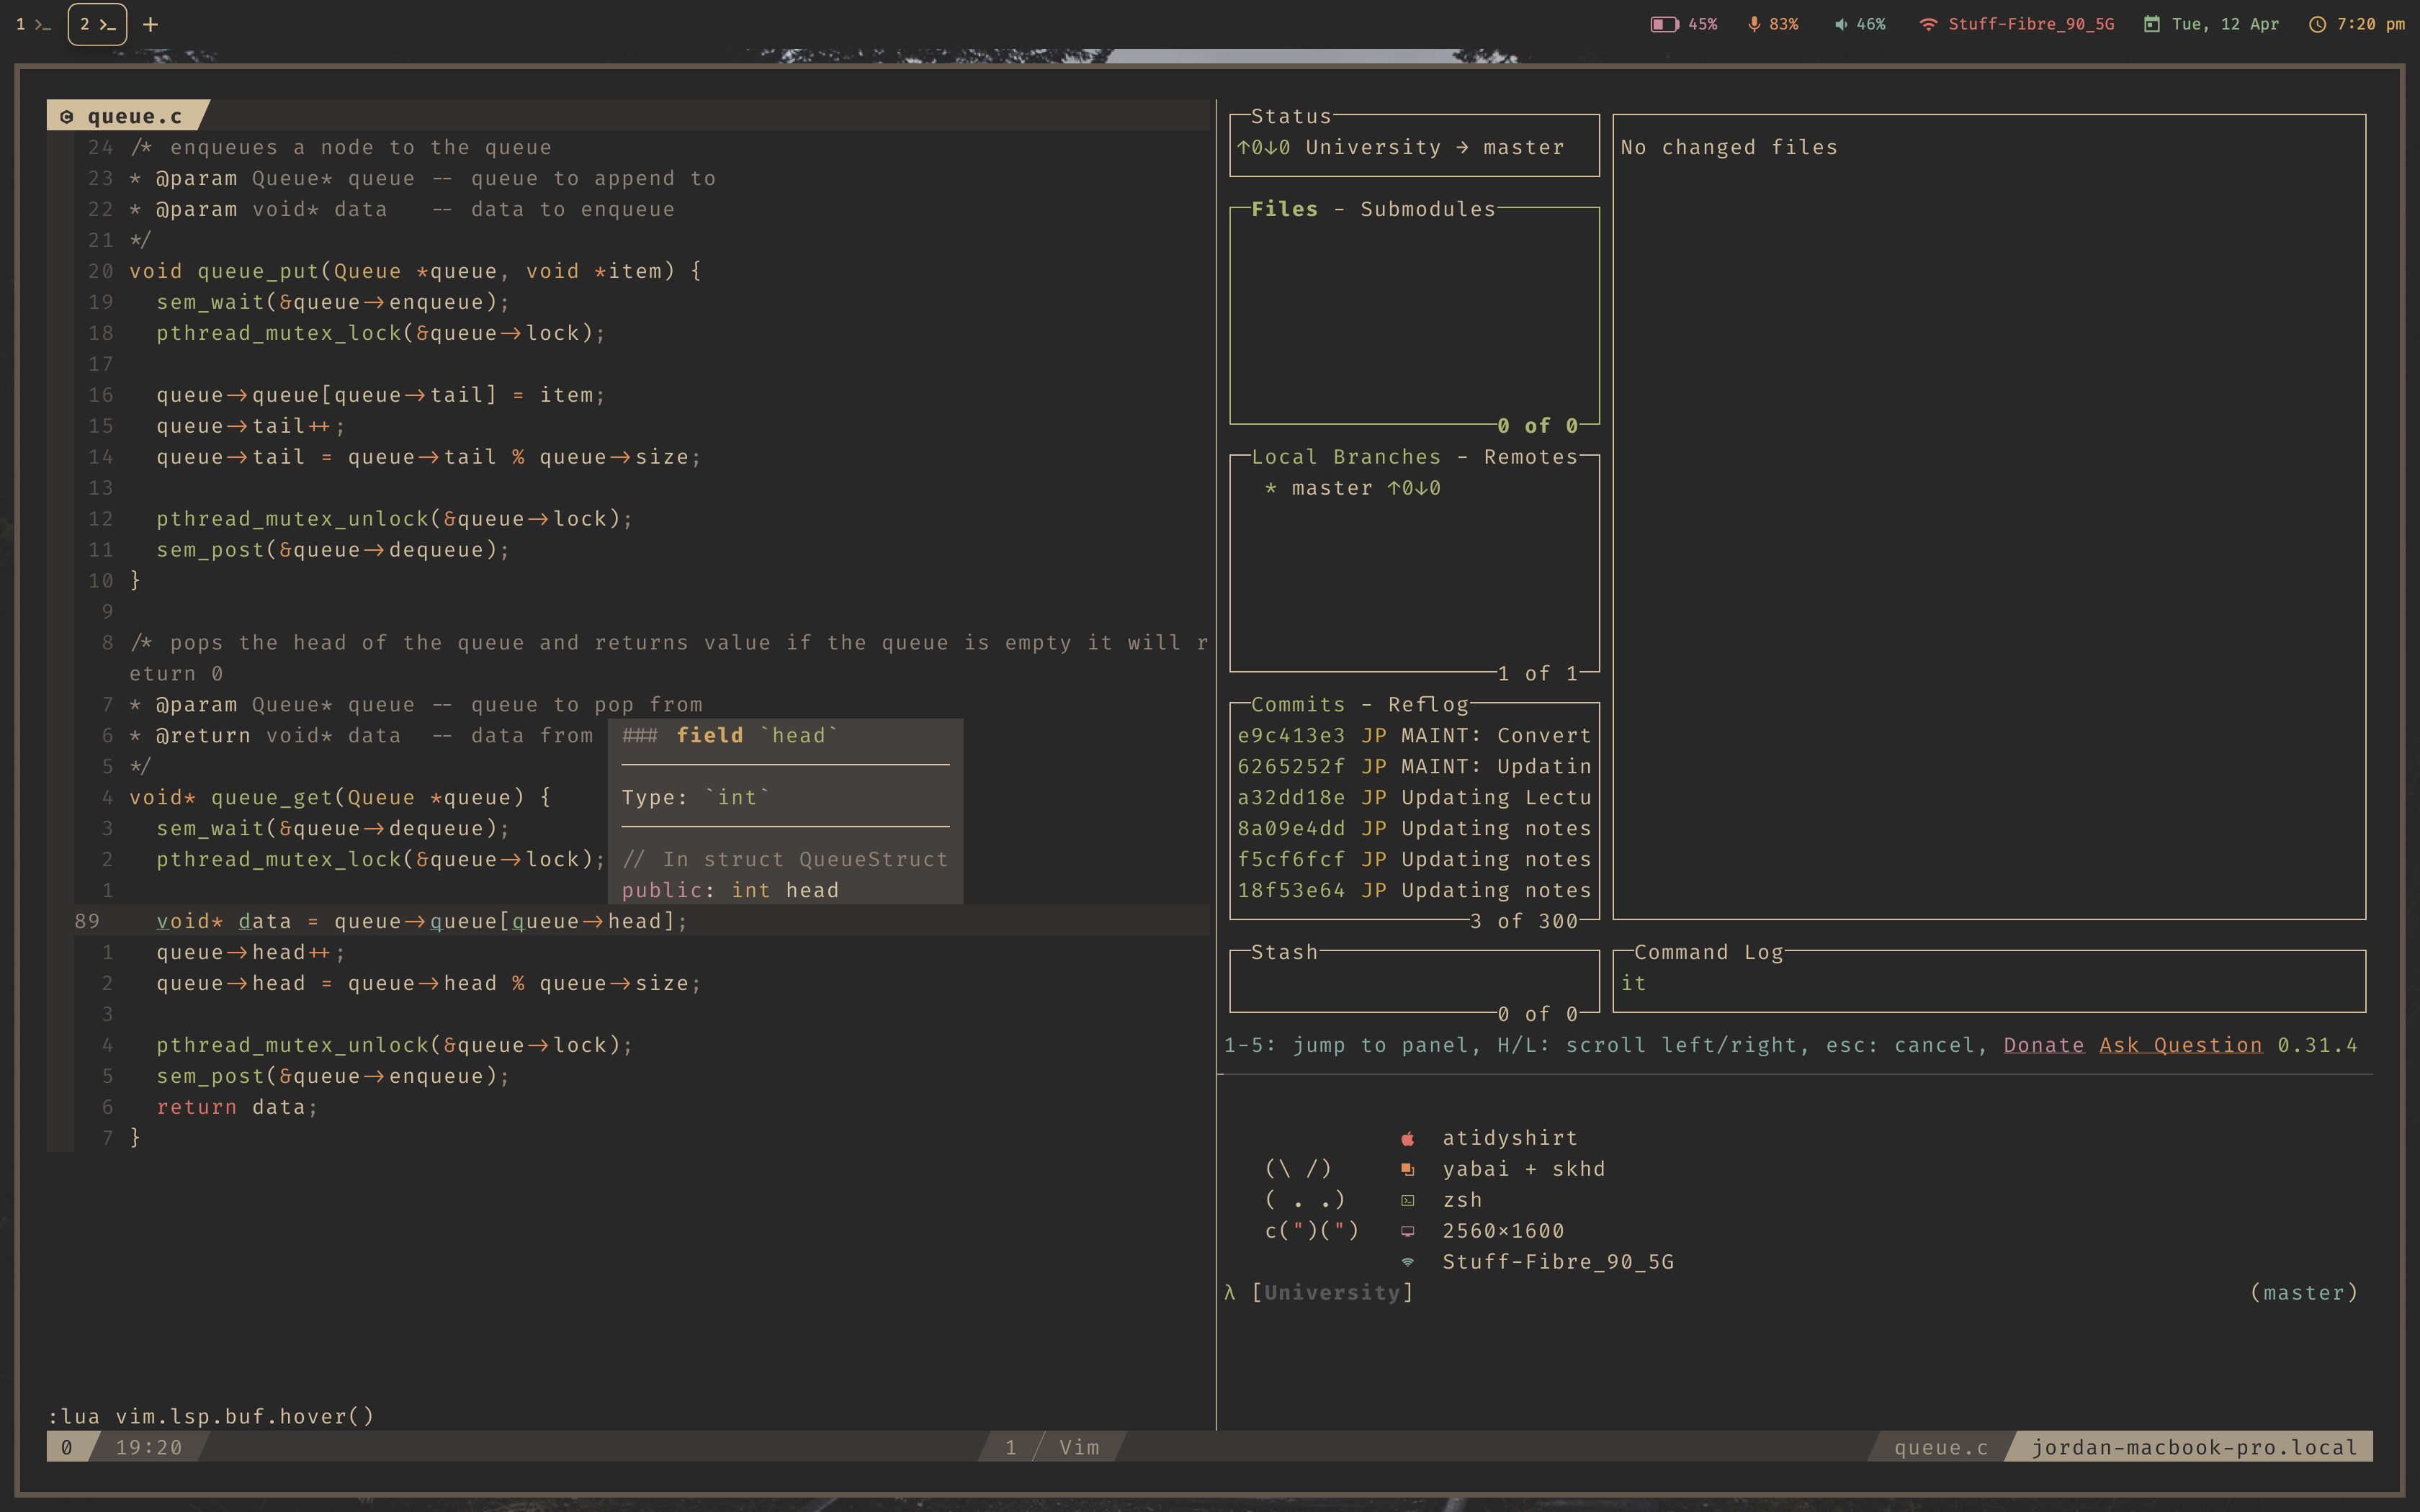 1 >_ 2 >_ + 45% 83% 46% Stuff-Fibre_90_5G Tue, 12 Apr 7:20 pm
queue.c
24 /* enqueues a node to the queue
23 * @param Queue* queue -- queue to append to
22 * @param void* data   -- data to enqueue
21 */
20 void queue_put(Queue *queue, void *item) {
19   sem_wait(&queue->enqueue);
18   pthread_mutex_lock(&queue->lock);
17
16   queue->queue[queue->tail] = item;
15   queue->tail++;
14   queue->tail = queue->tail % queue->size;
13
12   pthread_mutex_unlock(&queue->lock);
11   sem_post(&queue->dequeue);
10 }
9
8 /* pops the head of the queue and returns value if the queue is empty it will r
eturn 0
7 * @param Queue* queue -- queue to pop from
6 * @return void* data  -- data from
5 */
4 void* queue_get(Queue *queue) {
3   sem_wait(&queue->dequeue);
2   pthread_mutex_lock(&queue->lock);
1
89   void* data = queue->queue[queue->head];
1   queue->head++;
2   queue->head = queue->head % queue->size;
3
4   pthread_mutex_unlock(&queue->lock);
5   sem_post(&queue->enqueue);
6   return data;
7 }
### field `head`
Type: `int`
// In struct QueueStruct
public: int head
:lua vim.lsp.buf.hover()
Status
↑0↓0 University → master
Files - Submodules
0 of 0
Local Branches - Remotes
* master ↑0↓0
1 of 1
Commits - Reflog
e9c413e3 JP MAINT: Convert
6265252f JP MAINT: Updatin
a32dd18e JP Updating Lectu
8a09e4dd JP Updating notes
f5cf6fcf JP Updating notes
18f53e64 JP Updating notes
3 of 300
Stash
0 of 0
No changed files
Command Log
it
1-5: jump to panel, H/L: scroll left/right, esc: cancel, Donate Ask Question 0.31.4
atidyshirt
(\ /) yabai + skhd
( . .) zsh
c(")(") 2560×1600
Stuff-Fibre_90_5G
λ [University] (master)
0 19:20 1 Vim queue.c jordan-macbook-pro.local